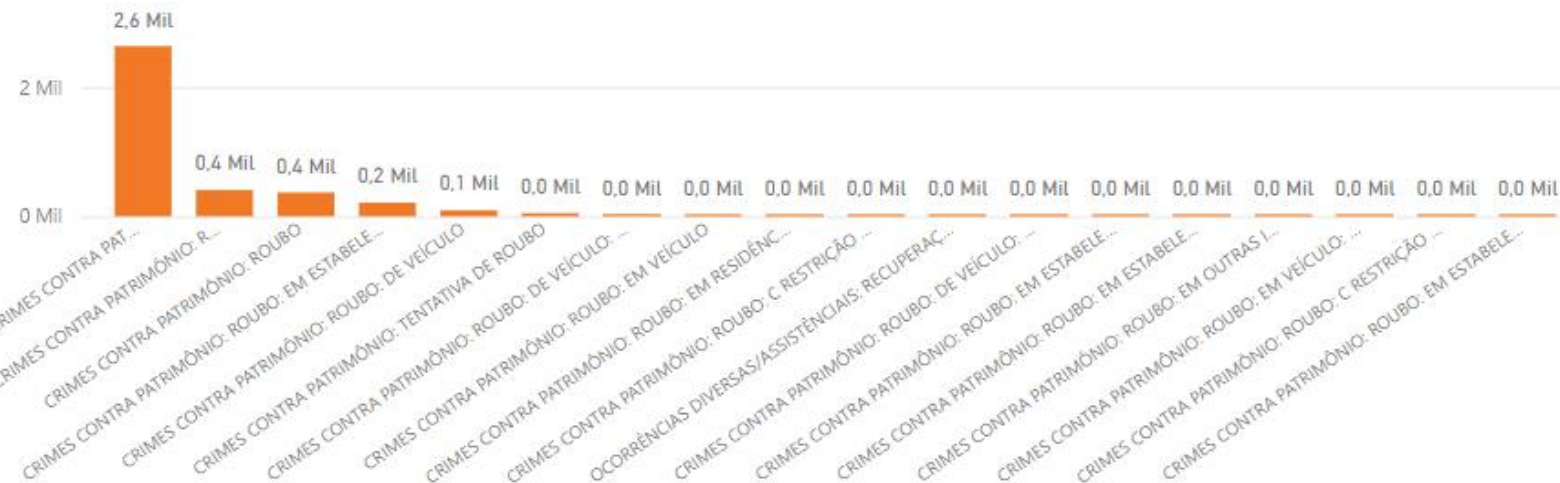 2,6 Mil
2 Mil
0,4 Mil
0,4 Mil
0,2 Mil
0,1 Mil
0,0 Mil
0,0 Mil
0,0 Mil
0,0 Mil
0,0 Mil
0,0 Mil
0,0 Mil
0,0 Mil
0,0 Mil
0,0 Mil
0,0 Mil
0,0 Mil
0,0 Mil
0 Mil
CRIMES CONTRA PAT...
CRIMES CONTRA PATRIMÔNIO: R...
CRIMES CONTRA PATRIMÔNIO: ROUBO
CRIMES CONTRA PATRIMÔNIO: ROUBO: EM ESTABELE...
CRIMES CONTRA PATRIMÔNIO: ROUBO: DE VEÍCULO
CRIMES CONTRA PATRIMÔNIO: TENTATIVA DE ROUBO
CRIMES CONTRA PATRIMÔNIO: ROUBO: DE VEÍCULO: ...
CRIMES CONTRA PATRIMÔNIO: ROUBO: EM VEÍCULO
CRIMES CONTRA PATRIMÔNIO: ROUBO: EM RESIDÊNC...
CRIMES CONTRA PATRIMÔNIO: ROUBO: C RESTRIÇÃO ...
OCORRÊNCIAS DIVERSAS/ASSISTÊNCIAIS: RECUPERAÇ...
CRIMES CONTRA PATRIMÔNIO: ROUBO: DE VEÍCULO: ...
CRIMES CONTRA PATRIMÔNIO: ROUBO: EM ESTABELE...
CRIMES CONTRA PATRIMÔNIO: ROUBO: EM ESTABELE...
CRIMES CONTRA PATRIMÔNIO: ROUBO: EM OUTRAS I...
CRIMES CONTRA PATRIMÔNIO: ROUBO: EM VEÍCULO: ...
CRIMES CONTRA PATRIMÔNIO: ROUBO: C RESTRIÇÃO ...
CRIMES CONTRA PATRIMÔNIO: ROUBO: EM ESTABELE...